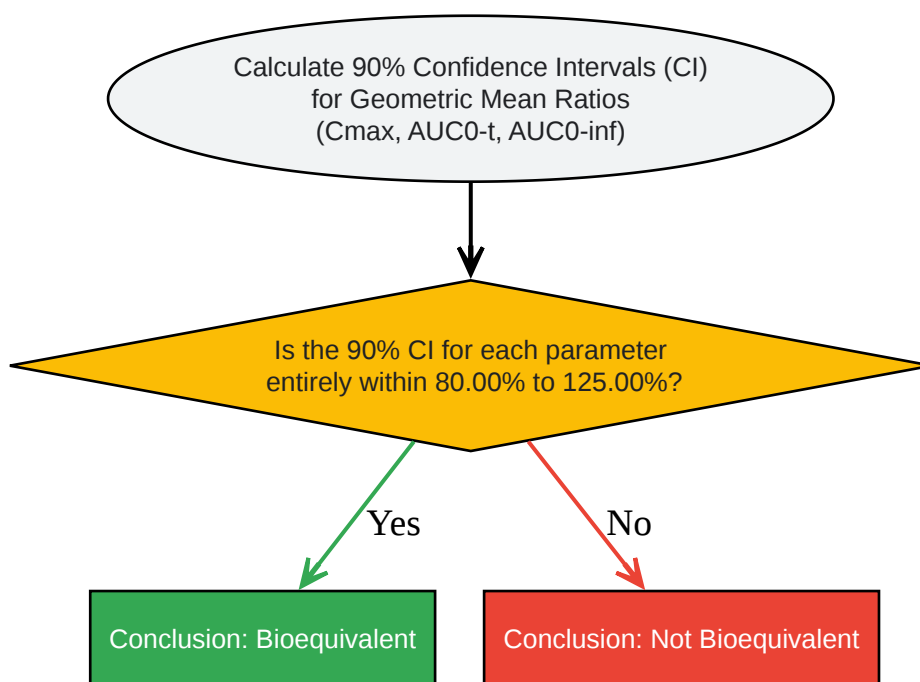 Calculate 90% Confidence Intervals (CI)
for Geometric Mean Ratios
(Cmax, AUC0-t, AUC0-inf)
Is the 90% CI for each parameter
entirely within 80.00% to 125.00%?
Yes
No
Conclusion: Bioequivalent
Conclusion: Not Bioequivalent